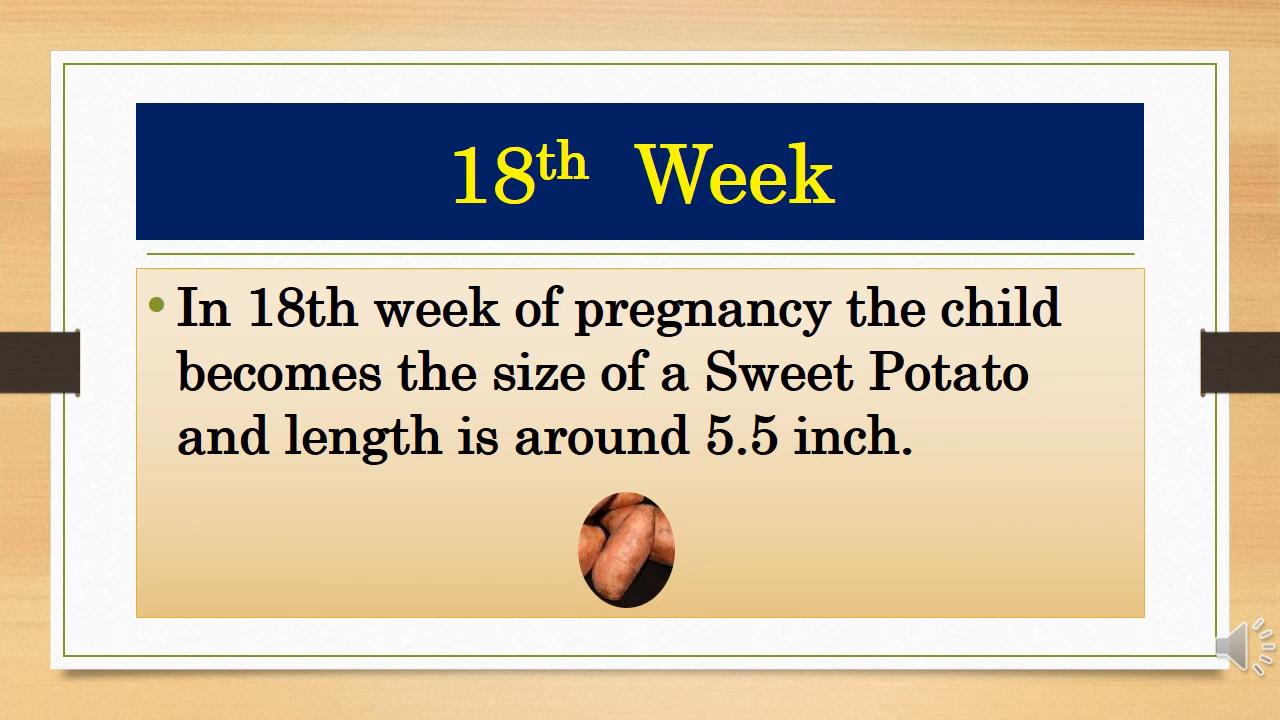 18th Week
• In 18th week of pregnancy the child
becomes the size of a Sweet Potato
and length is around 5.5 inch.